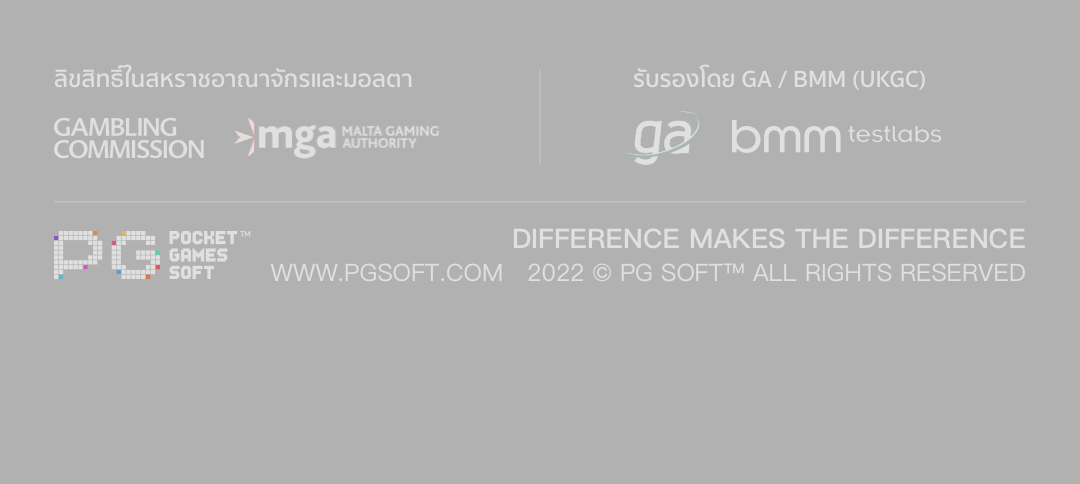 ลิขสิทธิ์ในสหราชอาณาจักรและมอลตา
GAMBLING
COMMISSION
mga MALTA GAMING
AUTHORITY
รับรองโดย GA / BMM (UKGC)
ga bmm testlabs
PG POCKET™
GAMES
SOFT
WWW.PGSOFT.COM
DIFFERENCE MAKES THE DIFFERENCE
2022 © PG SOFT™ ALL RIGHTS RESERVED